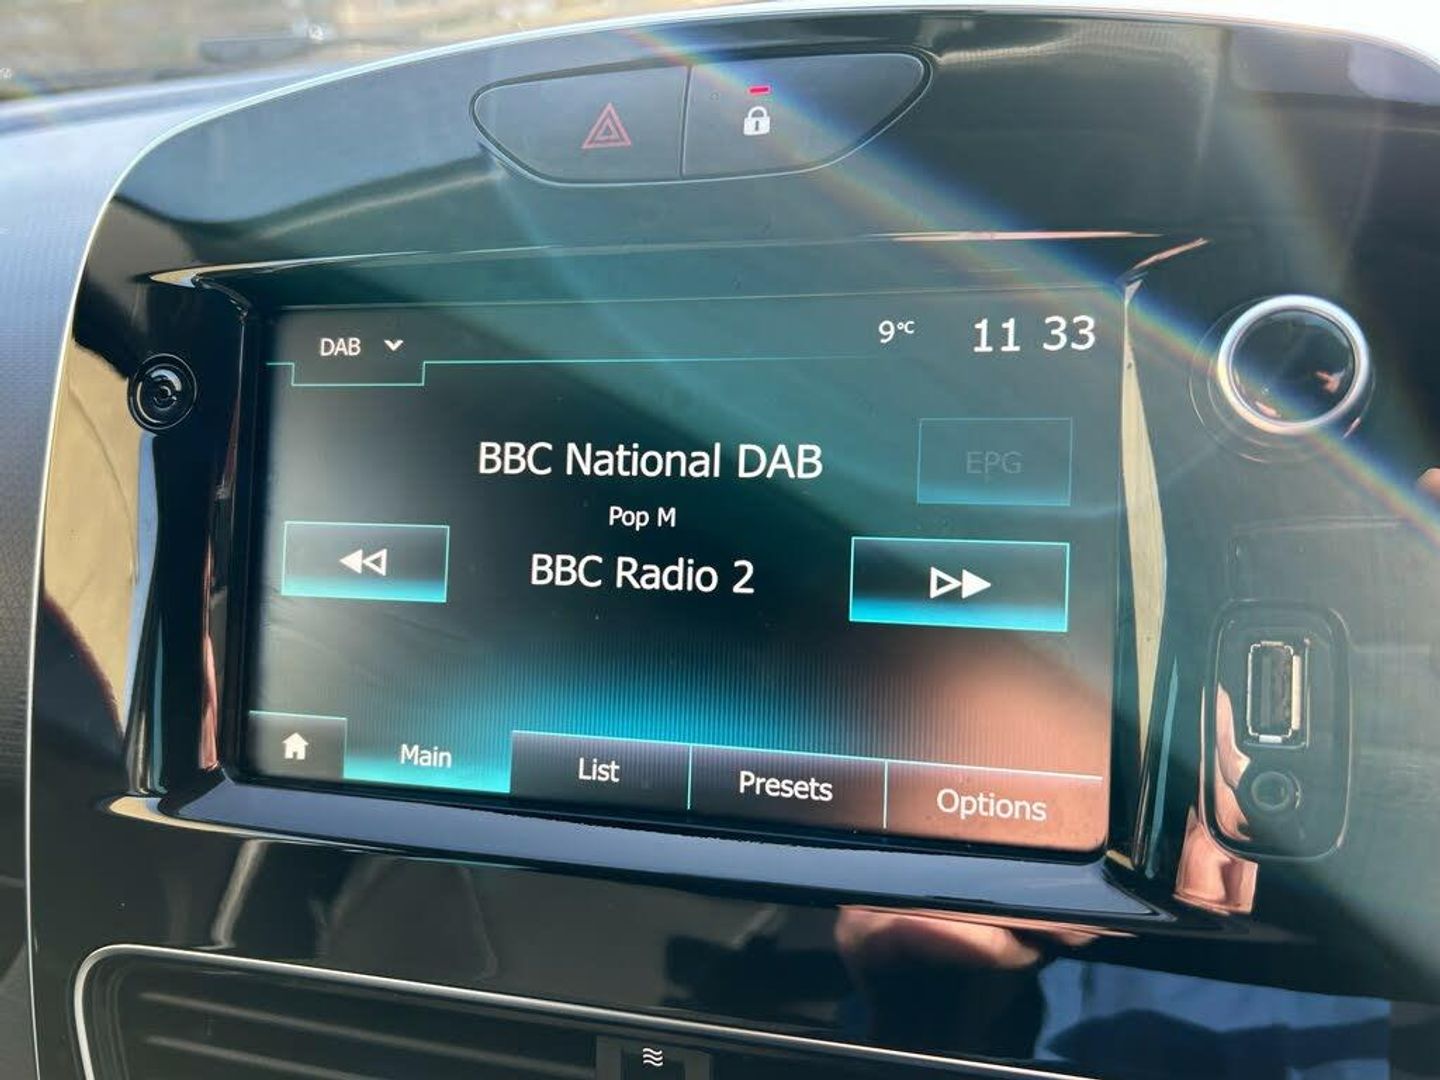 DAB
9°C 11 33
BBC National DAB
EPG
Pop M
BBC Radio 2
Main
List
Presets
Options